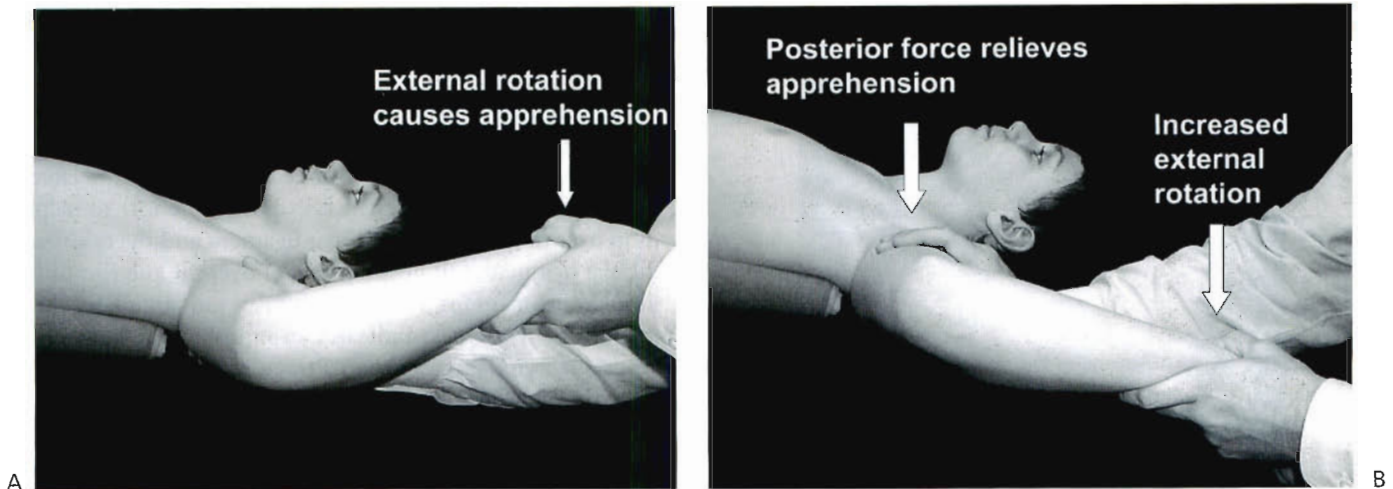 External rotation
causes apprehension
Posterior force relieves
apprehension
Increased
external
rotation
A
B